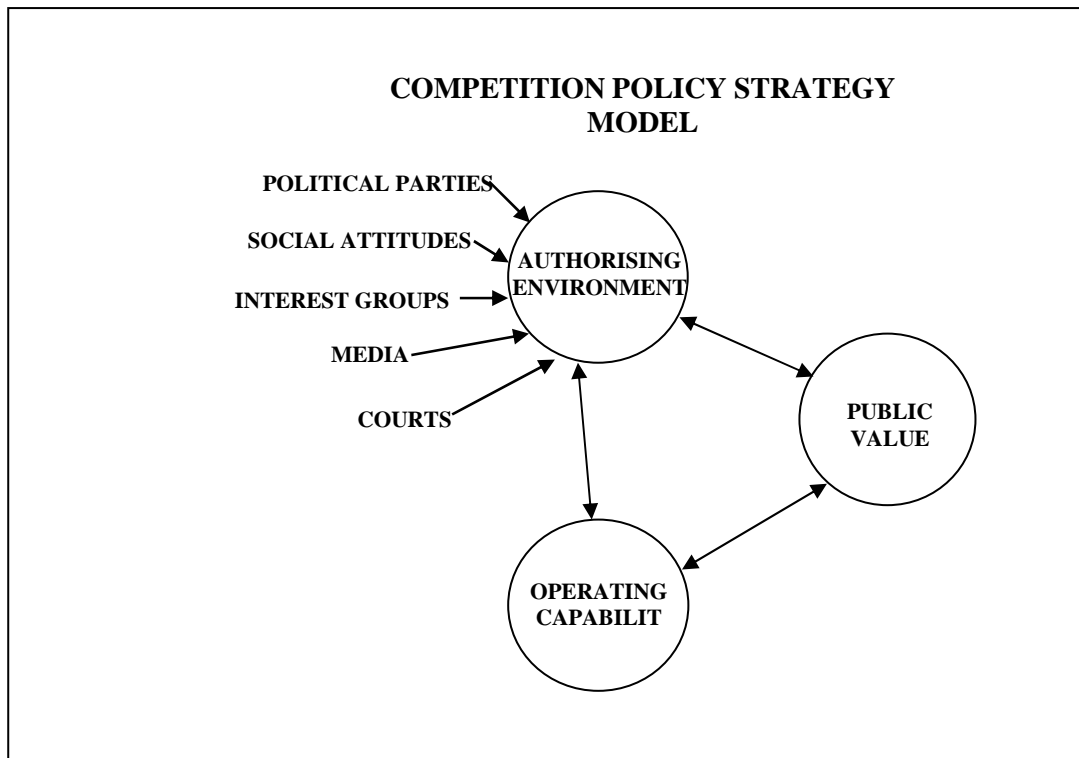 COMPETITION POLICY STRATEGY
MODEL
POLITICAL PARTIES
SOCIAL ATTITUDES
INTEREST GROUPS
MEDIA
COURTS
AUTHORISING
ENVIRONMENT
PUBLIC
VALUE
OPERATING
CAPABILIT